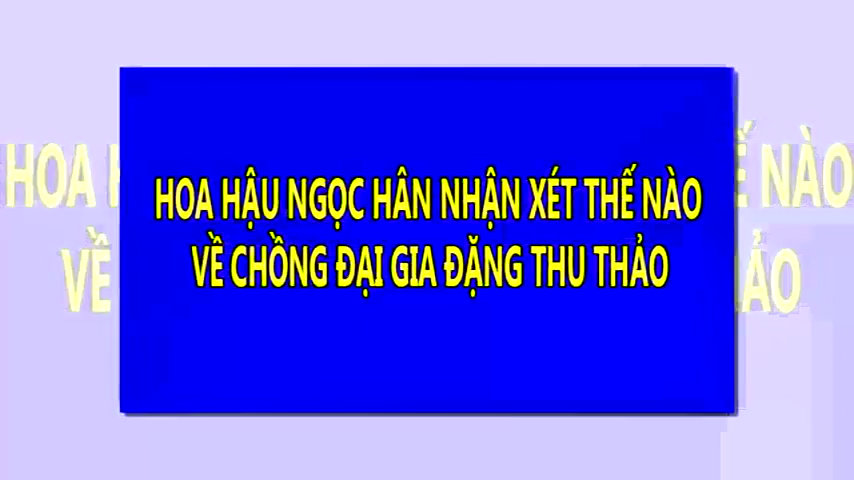 HOA HẬU NGỌC HÂN NHẬN XÉT THẾ NÀO
VỀ CHỒNG ĐẠI GIA ĐẶNG THU THẢO